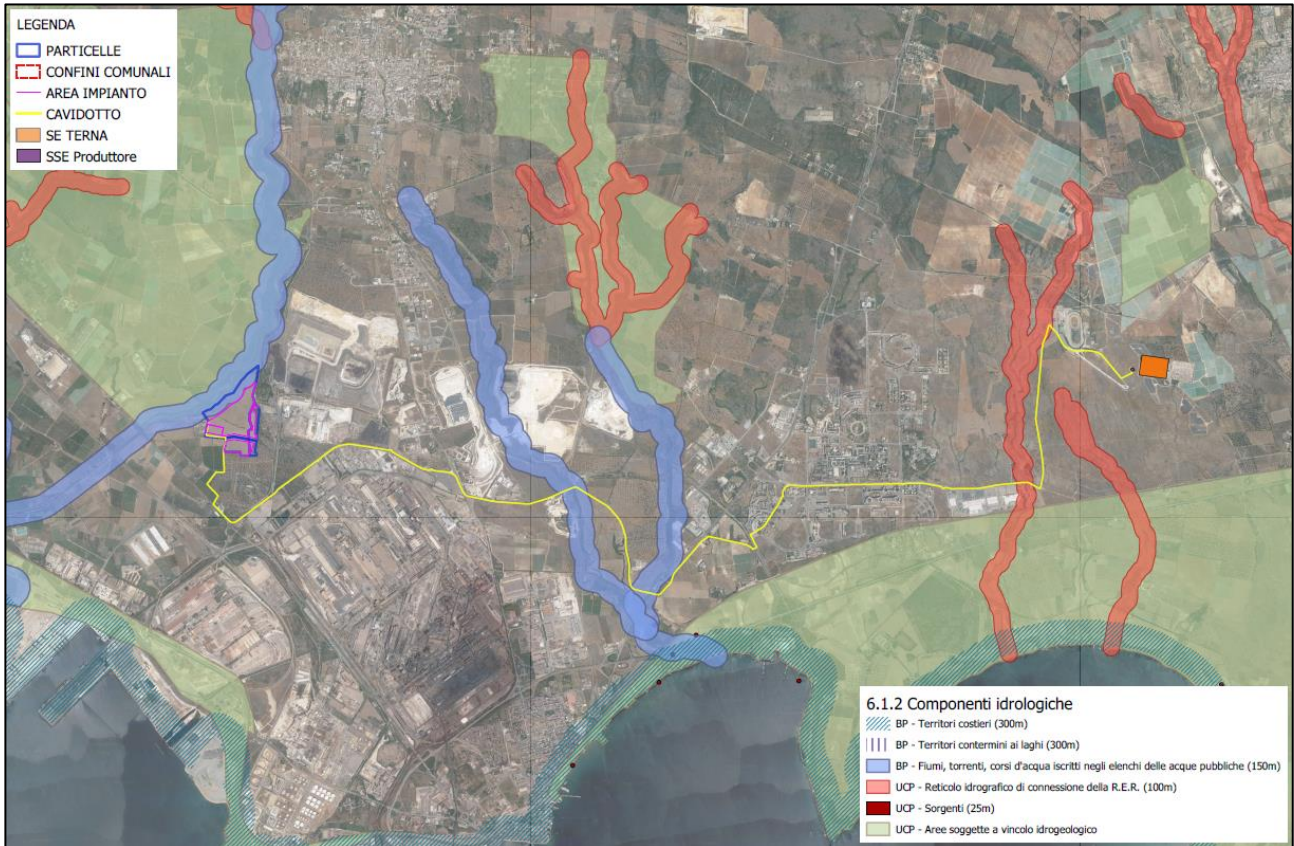 LEGENDA
PARTICELLE
CONFINI COMUNALI
AREA IMPIANTO
CAVIDOTTO
SE TERNA
SSE Produttore
6.1.2 Componenti idrologiche
BP - Territori costieri (300m)
BP - Territori contermini ai laghi (300m)
BP - Fiumi, torrenti, corsi d'acqua iscritti negli elenchi delle acque pubbliche (150m)
UCP - Reticolo idrografico di connessione della R.E.R. (100m)
UCP - Sorgenti (25m)
UCP - Aree soggette a vincolo idrogeologico